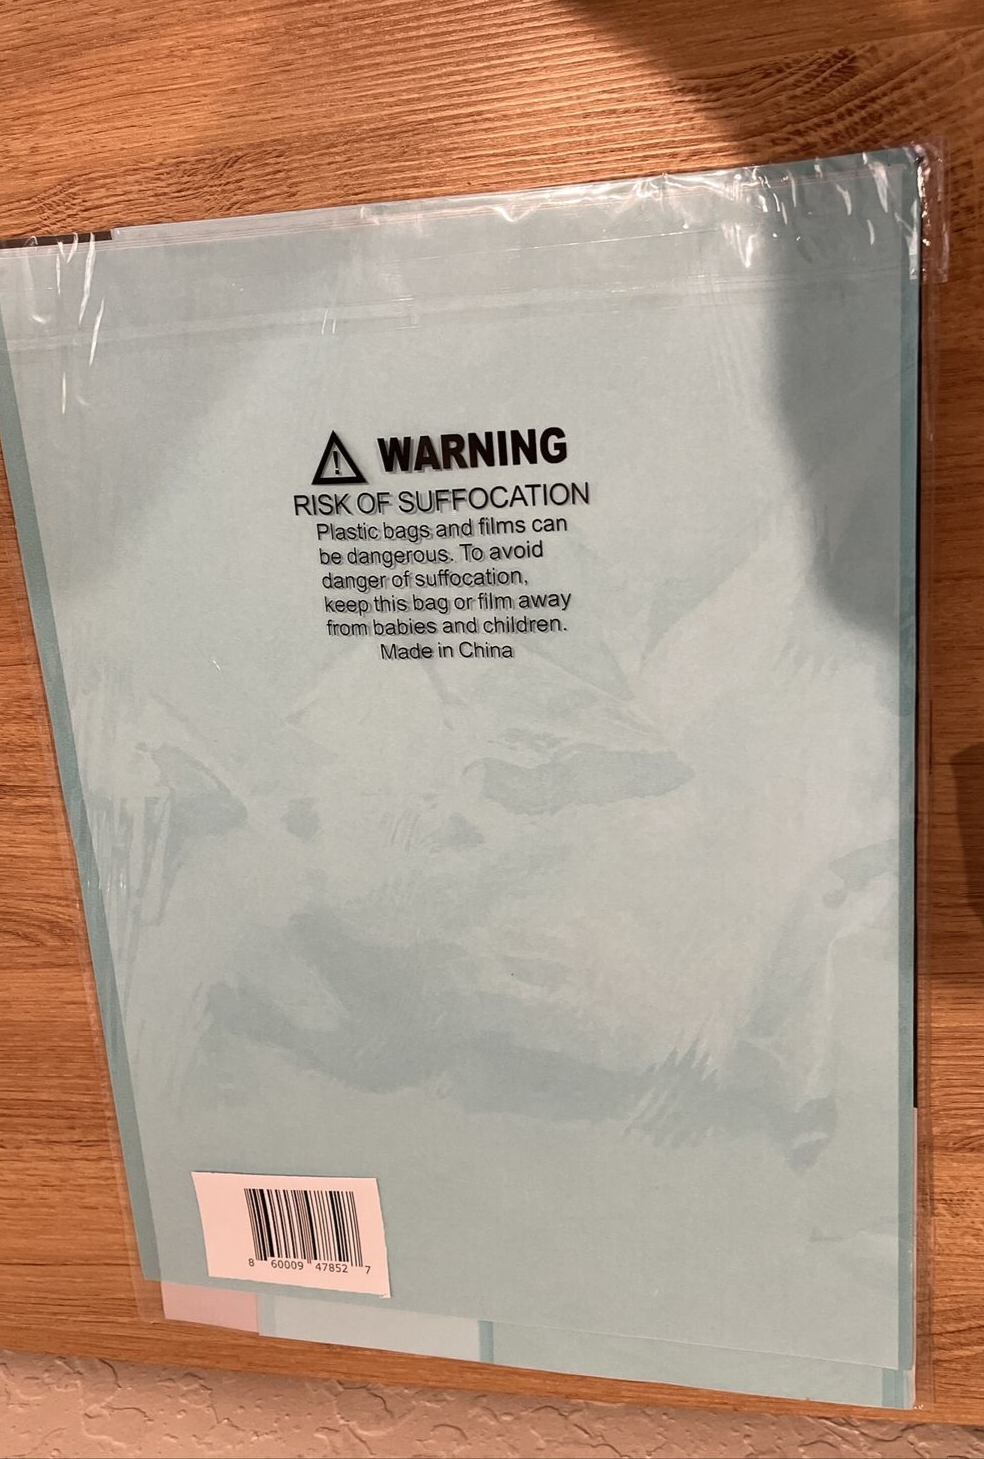 WARNING
RISK OF SUFFOCATION
Plastic bags and films can
be dangerous. To avoid
danger of suffocation,
keep this bag or film away
from babies and children.
Made in China
8 60009 47852 7